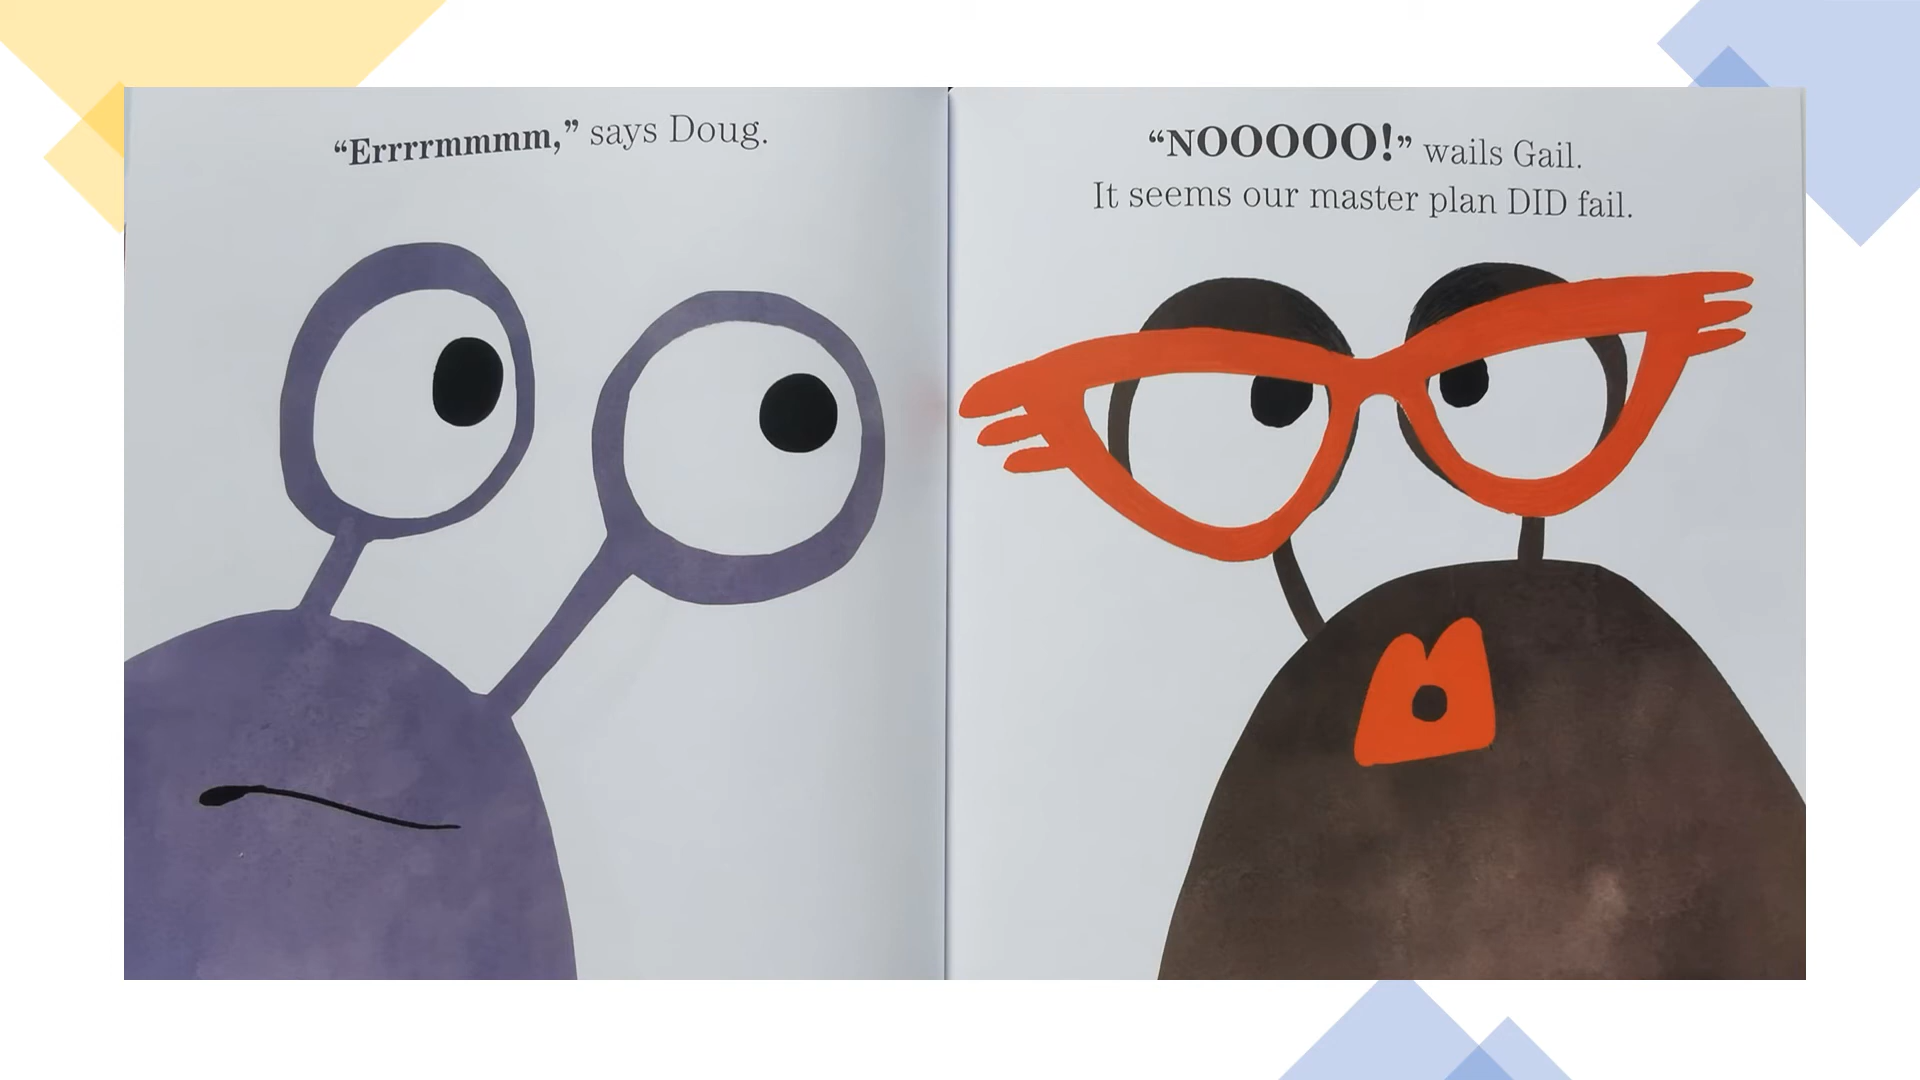 “Errrrmmmm,” says Doug.
“NOOOOO!” wails Gail.
It seems our master plan DID fail.